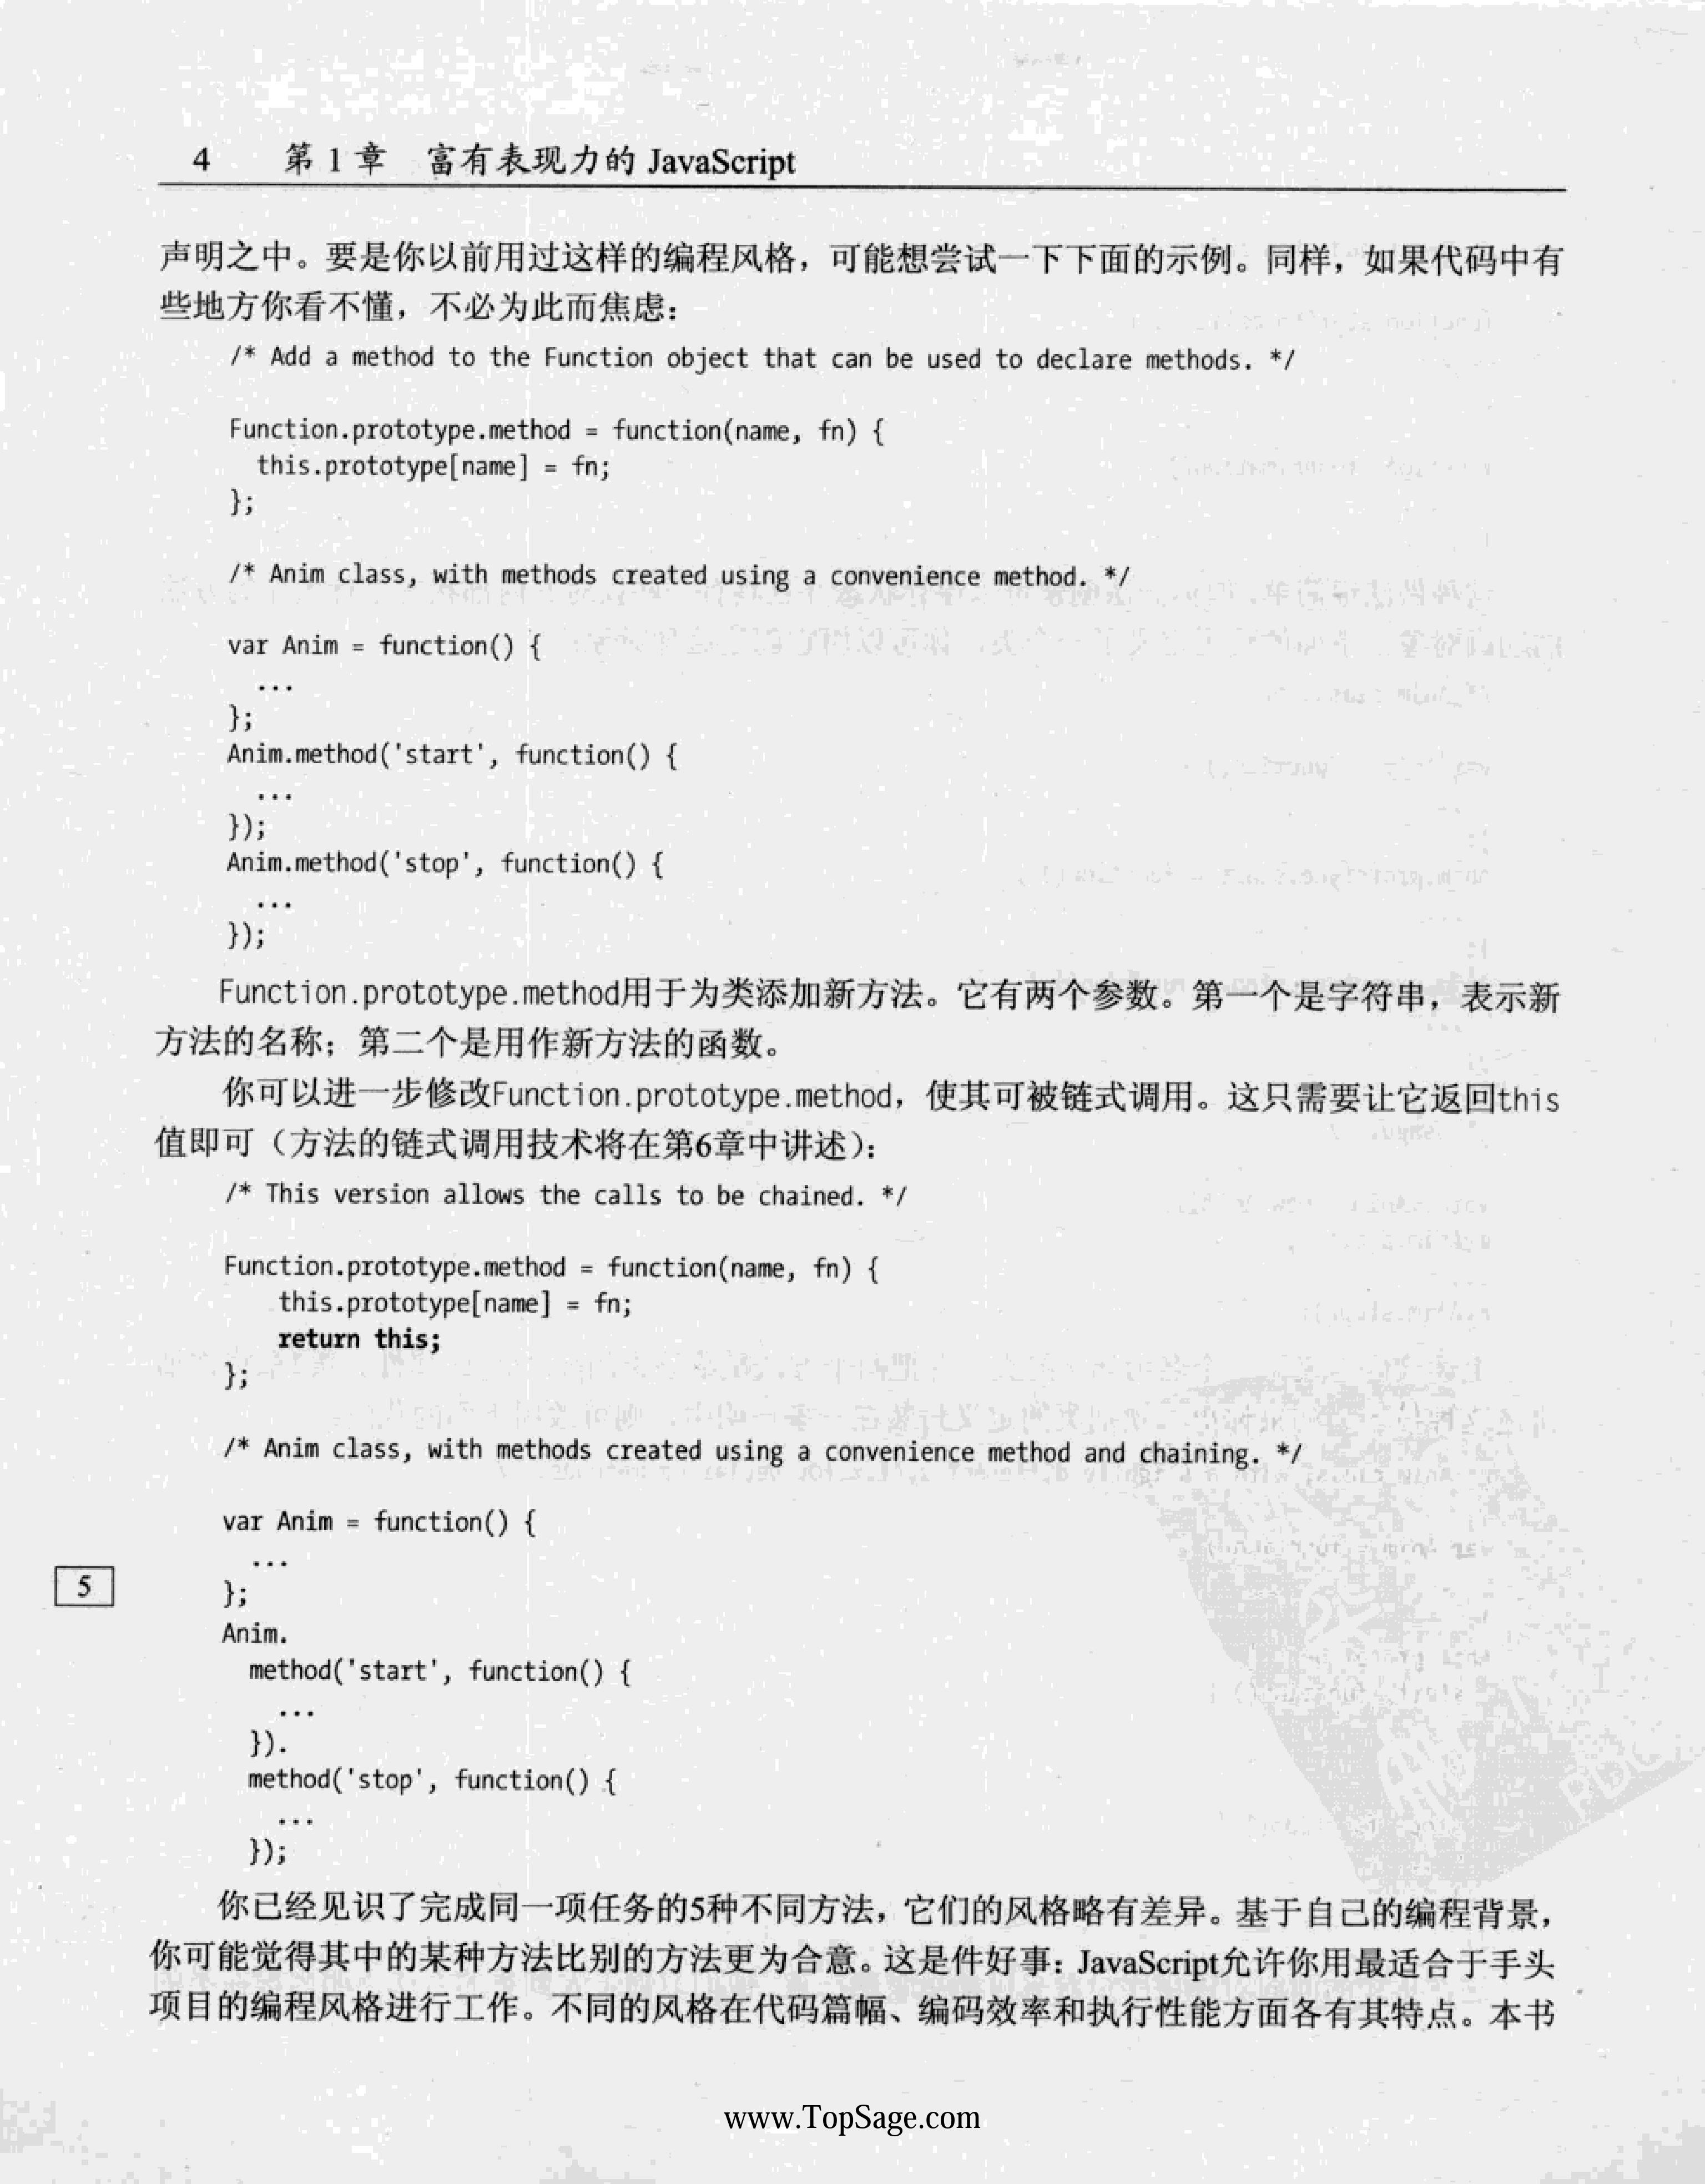 4 第 1 章 富有表现力的 JavaScript
声明之中。要是你以前用过这样的编程风格，可能想尝试一下下面的示例。同样，如果代码中有
些地方你看不懂，不必为此而焦虑：
/* Add a method to the Function object that can be used to declare methods. */
Function.prototype.method = function(name, fn) {
this.prototype[name] = fn;
};
/* Anim class, with methods created using a convenience method. */
var Anim = function() {
...
};
Anim.method('start', function() {
...
});
Anim.method('stop', function() {
...
});
Function.prototype.method用于为类添加新方法。它有两个参数。第一个是字符串，表示新
方法的名称；第二个是用作新方法的函数。
你可以进一步修改Function.prototype.method，使其可被链式调用。这只需要让它返回this
值即可（方法的链式调用技术将在第6章中讲述）：
/* This version allows the calls to be chained. */
Function.prototype.method = function(name, fn) {
this.prototype[name] = fn;
return this;
};
/* Anim class, with methods created using a convenience method and chaining. */
var Anim = function() {
...
5
};
Anim.
method('start', function() {
...
}).
method('stop', function() {
...
});
你已经见识了完成同一项任务的5种不同方法，它们的风格略有差异。基于自己的编程背景，
你可能觉得其中的某种方法比别的方法更为合意。这是件好事：JavaScript允许你用最适合于手头
项目的编程风格进行工作。不同的风格在代码篇幅、编码效率和执行性能方面各有其特点。本书
www.TopSage.com